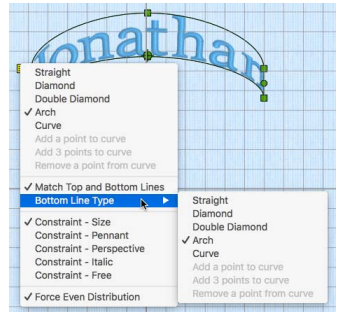 Jonathan
Straight
Diamond
Double Diamond
✓ Arch
Curve
Add a point to curve
Add 3 points to curve
Remove a point from curve
✓ Match Top and Bottom Lines
Bottom Line Type
✓ Constraint - Size
Constraint - Pennant
Constraint - Perspective
Constraint - Italic
Constraint - Free
✓ Force Even Distribution
Straight
Diamond
Double Diamond
✓ Arch
Curve
Add a point to curve
Add 3 points to curve
Remove a point from curve